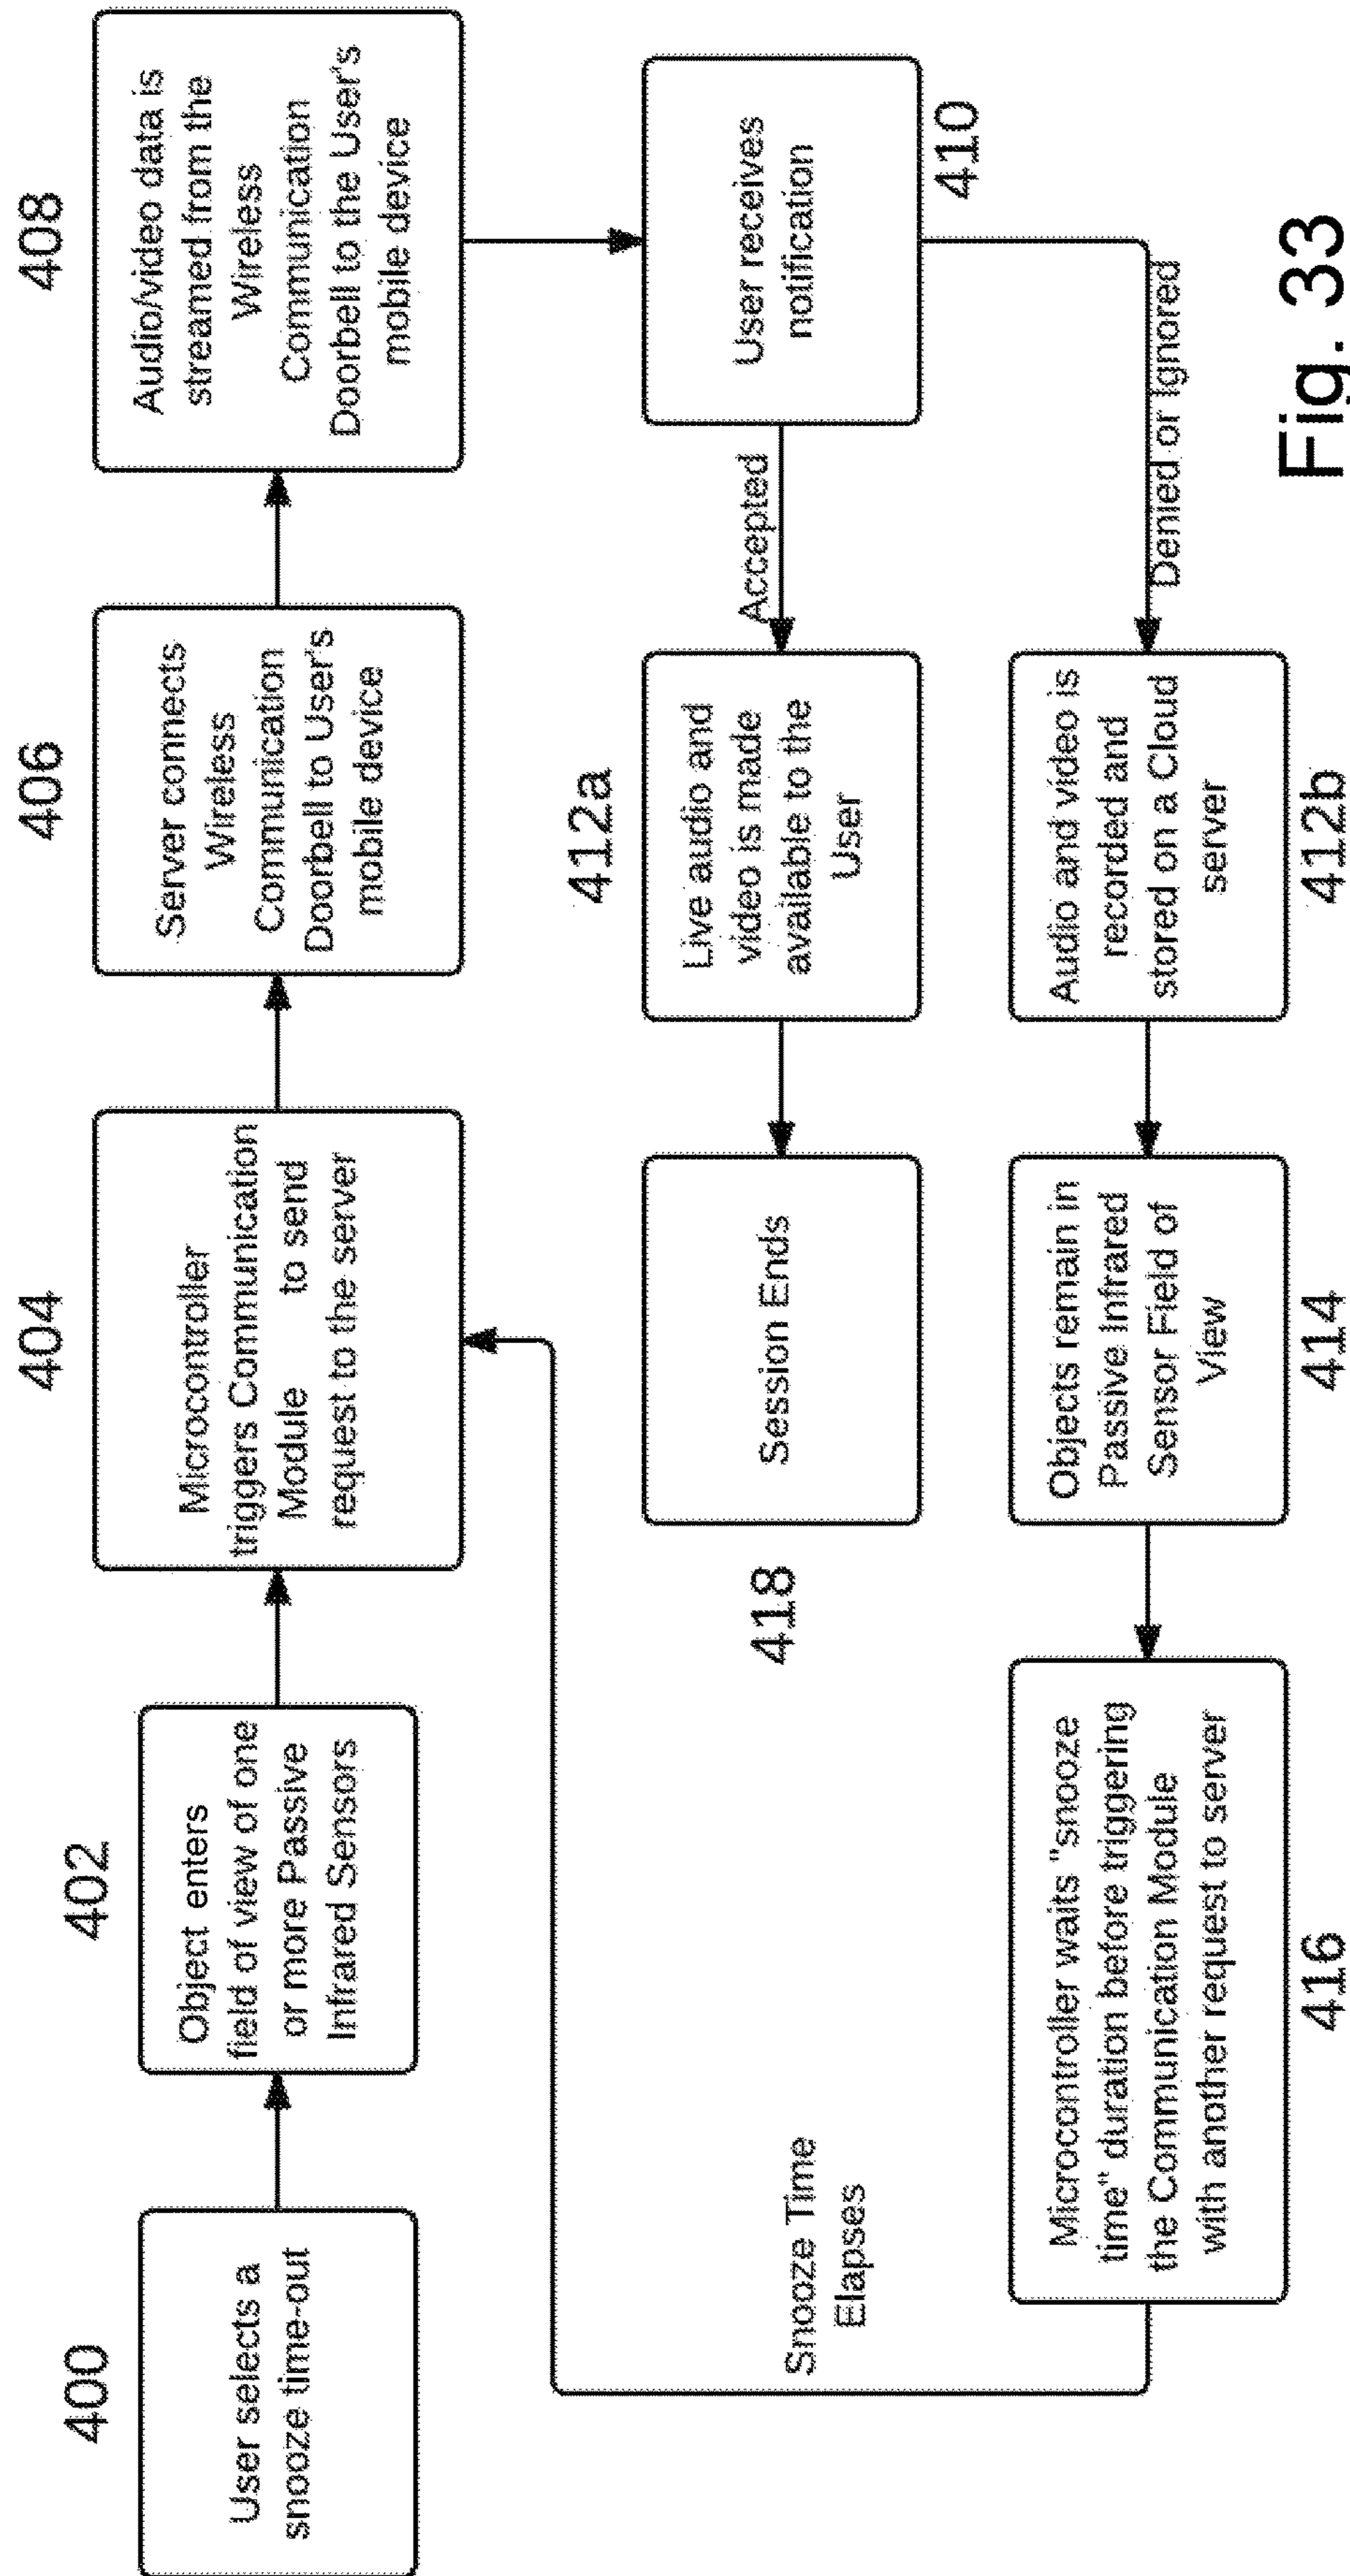 400
User selects a
snooze time-out
402
Object enters
field of view of one
or more Passive
Infrared Sensors
404
Microcontroller
triggers Communication
Module to send
request to the server
406
Server connects
Wireless
Communication
Doorbell to User's
mobile device
408
Audio/video data is
streamed from the
Wireless
Communication
Doorbell to the User's
mobile device
User receives
notification
410
Accepted
412a
Live audio and
video is made
available to the
User
Session Ends
418
Denied or Ignored
Audio and video is
recorded and
stored on a Cloud
server
412b
Objects remain in
Passive Infrared
Sensor Field of
View
414
Microcontroller waits "snooze
time" duration before triggering
the Communication Module
with another request to server
416
Snooze Time
Elapses
Fig. 33